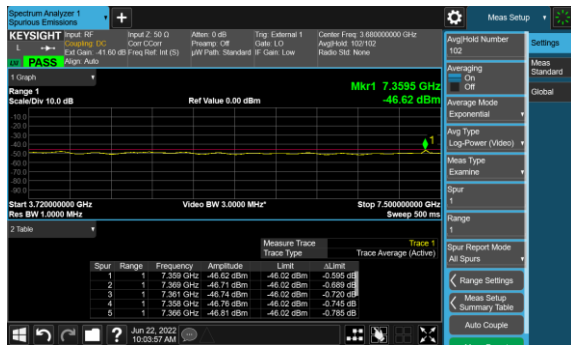 Spectrum Analyzer 1
Spurious Emissions
+
Meas Setup
KEYSIGHT Input: RF Input Z: 50 Ω Atten: 0 dB Trig: External 1 Center Freq: 3.680000000 GHz
L Coupling: DC Corr CCorr Preamp: Off Gate: LO Avg|Hold: 102/102
Ext Gain: -41.60 dB Freq Ref: Int (S) µW Path: Standard IF Gain: Low Radio Std: None
PASS Align: Auto
1 Graph
Range 1
Mkr1 7.3595 GHz
Scale/Div 10.0 dB Ref Value 0.00 dBm -46.62 dBm
-10.0
-20.0
-30.0
-40.0
-50.0
-60.0
-70.0
-80.0
-90.0
1
Start 3.720000000 GHz Video BW 3.0000 MHz* Stop 7.500000000 GHz
Res BW 1.0000 MHz Sweep 500 ms
2 Table
Measure Trace Trace 1
Trace Type Trace Average (Active)
Spur Range Frequency Amplitude Limit ΔLimit
1 1 7.359 GHz -46.62 dBm -46.02 dBm -0.595 dB
2 1 7.369 GHz -46.71 dBm -46.02 dBm -0.689 dB
3 1 7.361 GHz -46.74 dBm -46.02 dBm -0.720 dB
4 1 7.358 GHz -46.76 dBm -46.02 dBm -0.745 dB
5 1 7.366 GHz -46.81 dBm -46.02 dBm -0.785 dB
?
Jun 22, 2022
10:03:57 AM
Avg|Hold Number
102
Averaging
On
Off
Average Mode
Exponential
Avg Type
Log-Power (Video)
Meas Type
Examine
Spur
1
Range
1
Spur Report Mode
All Spurs
Range Settings
Meas Setup
Summary Table
Auto Couple
Settings
Meas
Standard
Global